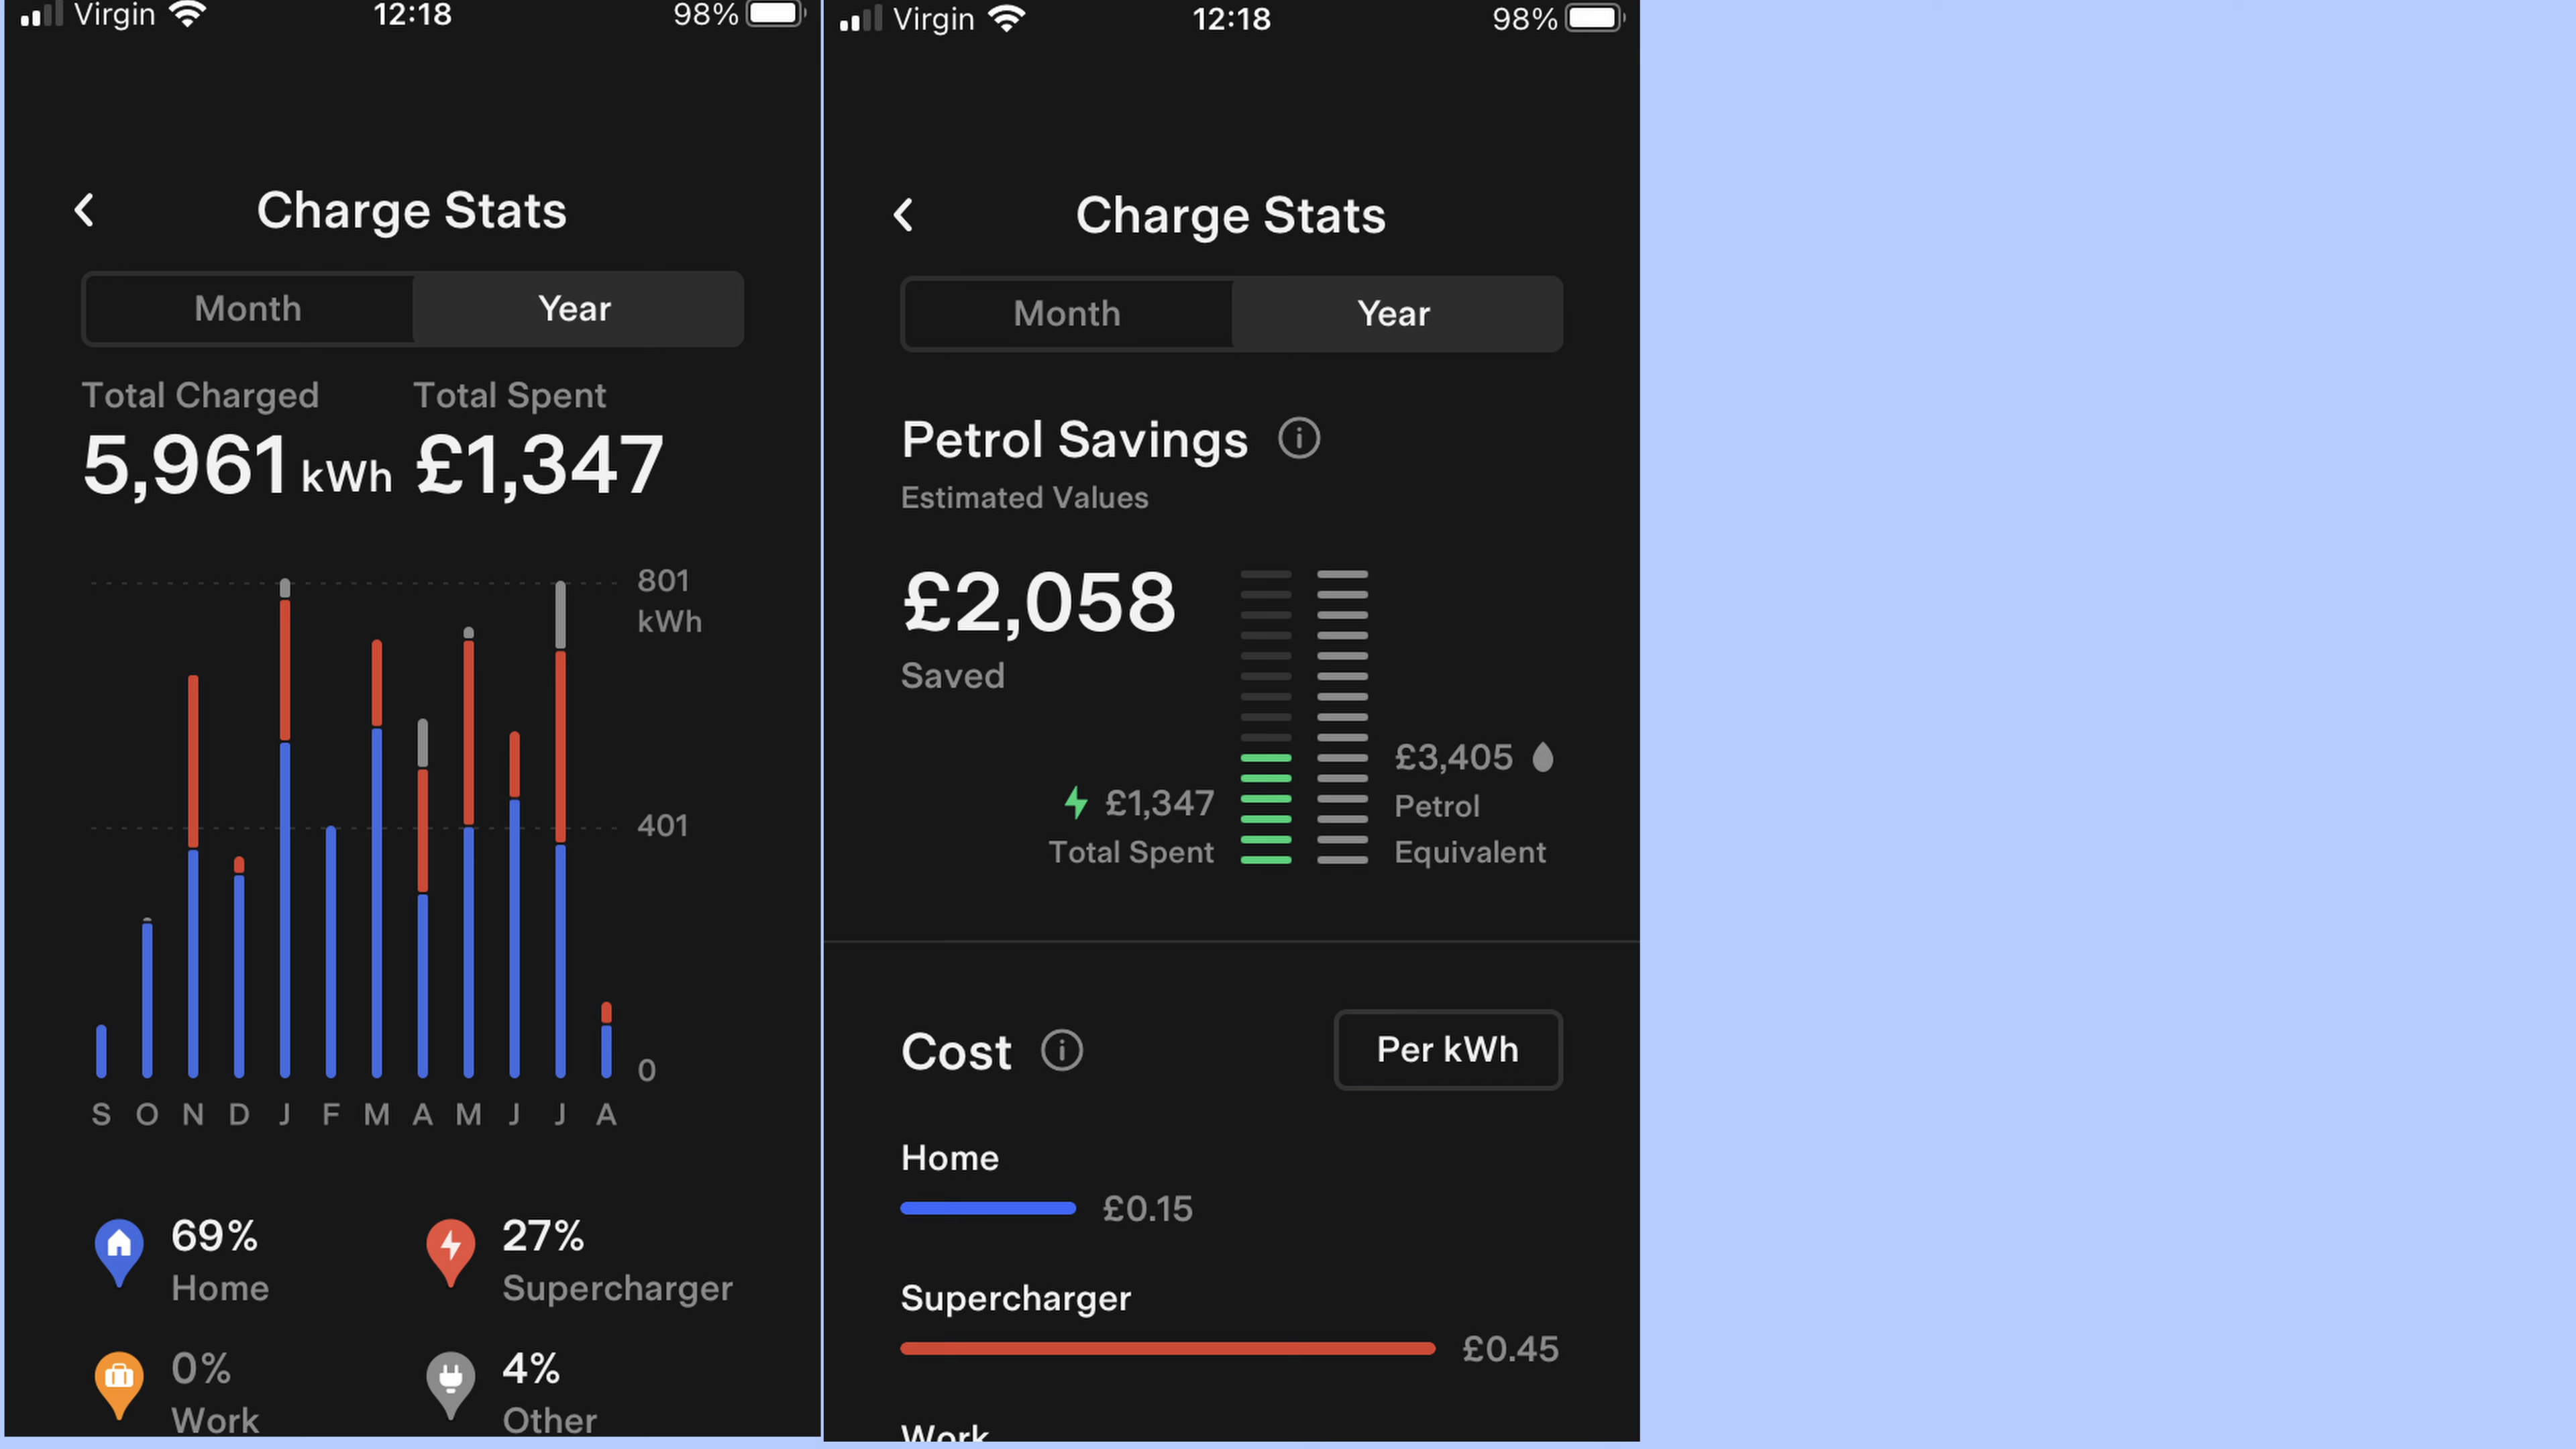 Virgin 12:18 98%
Charge Stats
Month Year
Total Charged Total Spent
5,961 kWh £1,347
801
kWh
401
0
S O N D J F M A M J J A
69% 27%
Home Supercharger
0% 4%
Work Other
Virgin 12:18 98%
Charge Stats
Month Year
Petrol Savings
Estimated Values
£2,058
Saved
£1,347
Total Spent
£3,405
Petrol
Equivalent
Cost Per kWh
Home
£0.15
Supercharger
£0.45
Work